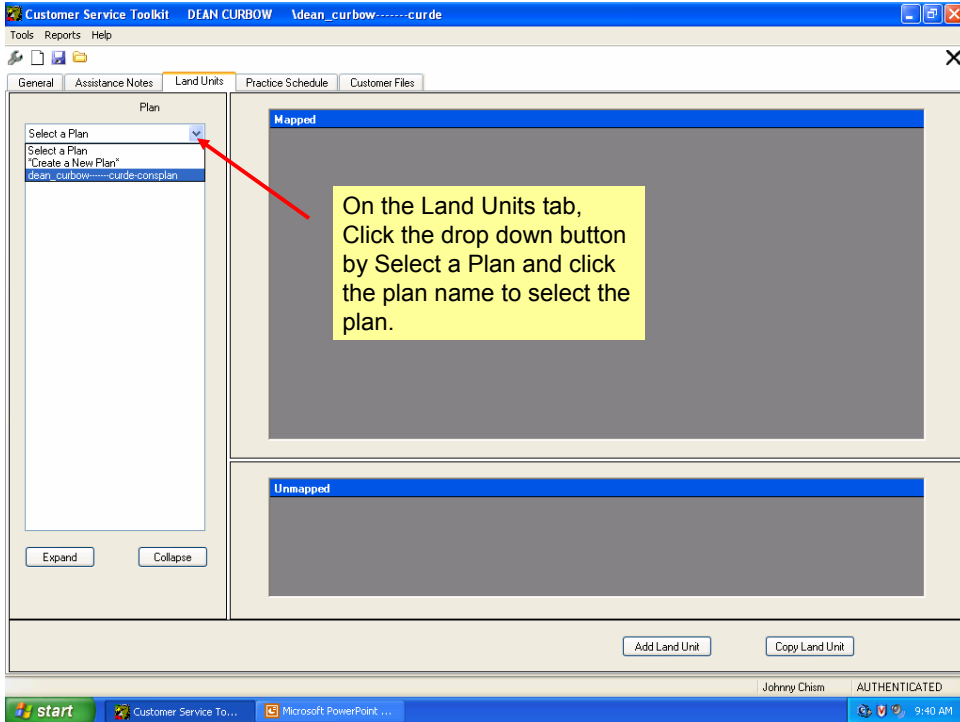 Customer Service Toolkit DEAN CURBOW \dean_curbow-------curde
Tools Reports Help
General Assistance Notes Land Units Practice Schedule Customer Files
Plan
Select a Plan
Select a Plan
"Create a New Plan"
dean_curbow-------curde-consplan
Mapped
On the Land Units tab,
Click the drop down button
by Select a Plan and click
the plan name to select the
plan.
Unmapped
Expand Collapse
Add Land Unit Copy Land Unit
Johnny Chism AUTHENTICATED
start Customer Service To... Microsoft PowerPoint ... 9:40 AM